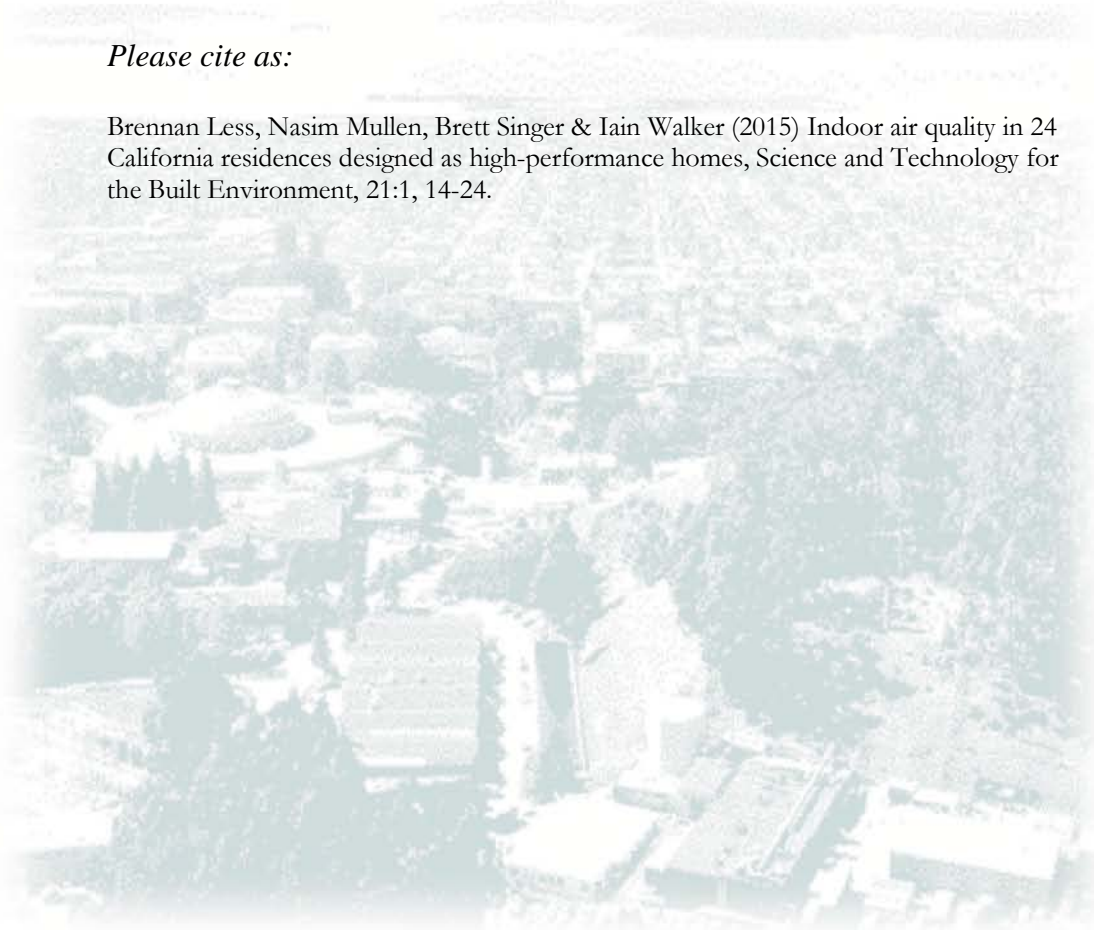 Please cite as:
Brennan Less, Nasim Mullen, Brett Singer & Iain Walker (2015) Indoor air quality in 24
California residences designed as high-performance homes, Science and Technology for
the Built Environment, 21:1, 14-24.